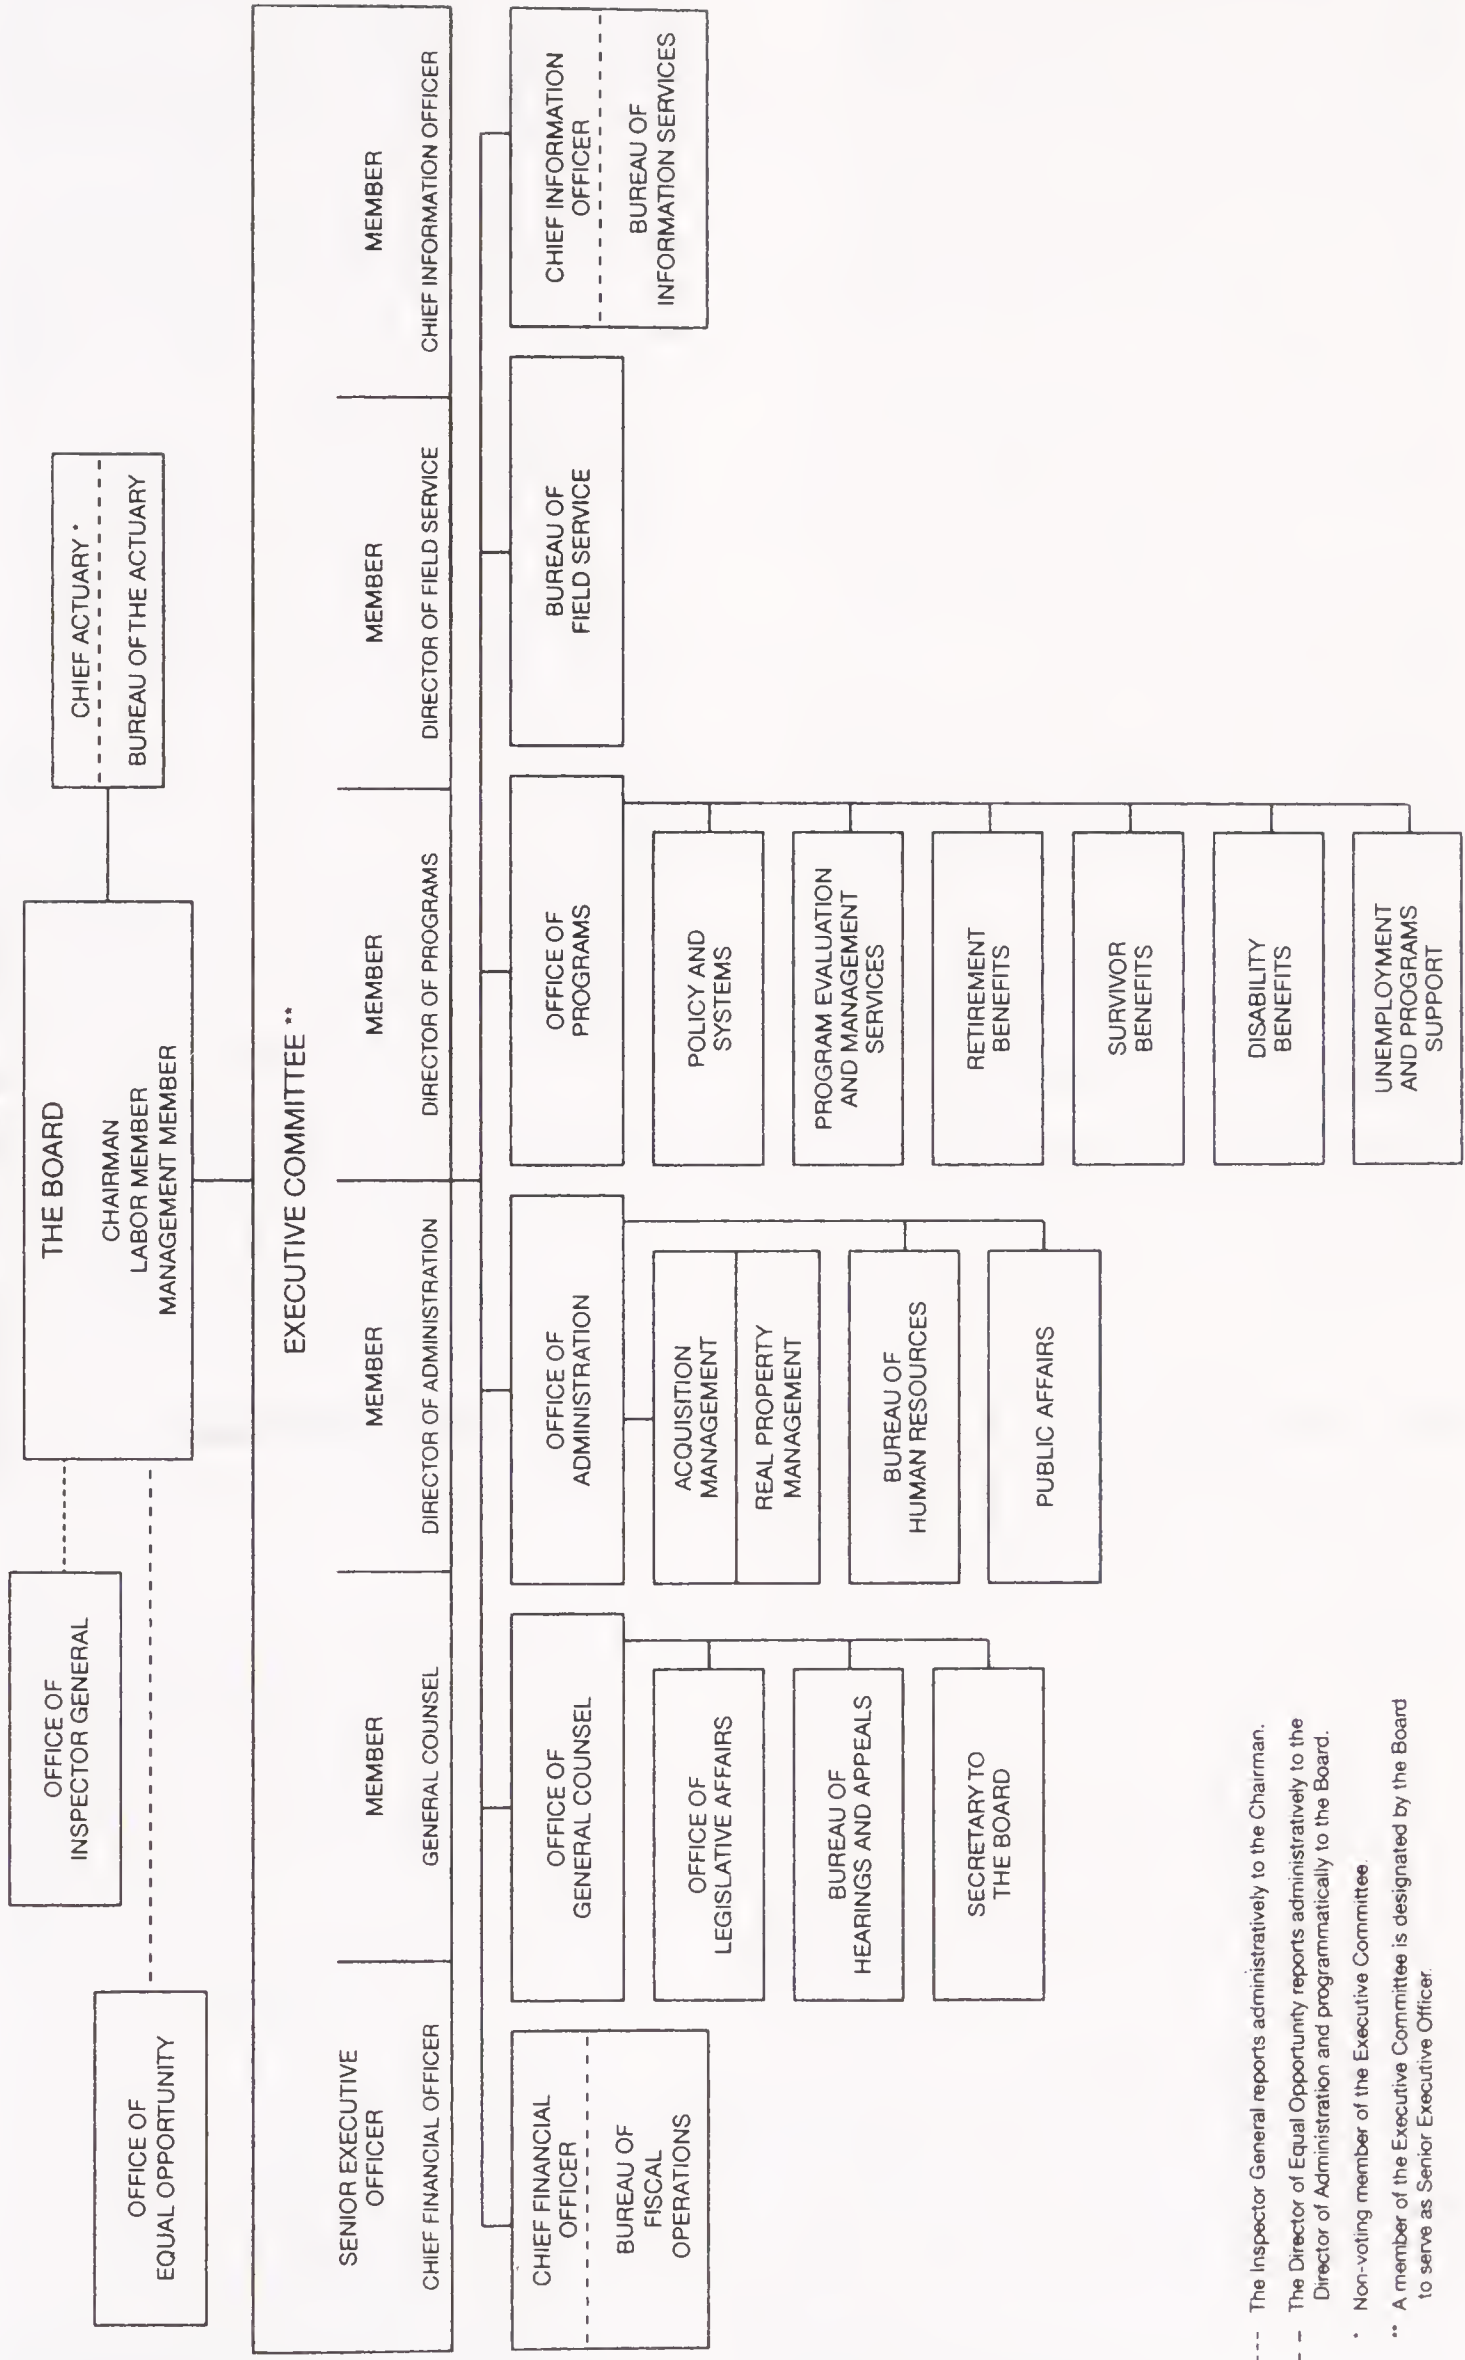 OFFICE OF
EQUAL OPPORTUNITY
OFFICE OF
INSPECTOR GENERAL
THE BOARD
CHAIRMAN
LABOR MEMBER
MANAGEMENT MEMBER
CHIEF ACTUARY *
BUREAU OF THE ACTUARY
EXECUTIVE COMMITTEE **
SENIOR EXECUTIVE
OFFICER
CHIEF FINANCIAL OFFICER
MEMBER
GENERAL COUNSEL
MEMBER
DIRECTOR OF ADMINISTRATION
MEMBER
DIRECTOR OF PROGRAMS
MEMBER
DIRECTOR OF FIELD SERVICE
MEMBER
CHIEF INFORMATION OFFICER
CHIEF FINANCIAL
OFFICER
BUREAU OF
FISCAL
OPERATIONS
OFFICE OF
GENERAL COUNSEL
OFFICE OF
LEGISLATIVE AFFAIRS
BUREAU OF
HEARINGS AND APPEALS
SECRETARY TO
THE BOARD
OFFICE OF
ADMINISTRATION
ACQUISITION
MANAGEMENT
REAL PROPERTY
MANAGEMENT
BUREAU OF
HUMAN RESOURCES
PUBLIC AFFAIRS
OFFICE OF
PROGRAMS
POLICY AND
SYSTEMS
PROGRAM EVALUATION
AND MANAGEMENT
SERVICES
RETIREMENT
BENEFITS
SURVIVOR
BENEFITS
DISABILITY
BENEFITS
UNEMPLOYMENT
AND PROGRAMS
SUPPORT
BUREAU OF
FIELD SERVICE
CHIEF INFORMATION
OFFICER
BUREAU OF
INFORMATION SERVICES
---- The Inspector General reports administratively to the Chairman.
-- The Director of Equal Opportunity reports administratively to the
Director of Administration and programmatically to the Board.
* Non-voting member of the Executive Committee.
** A member of the Executive Committee is designated by the Board
to serve as Senior Executive Officer.